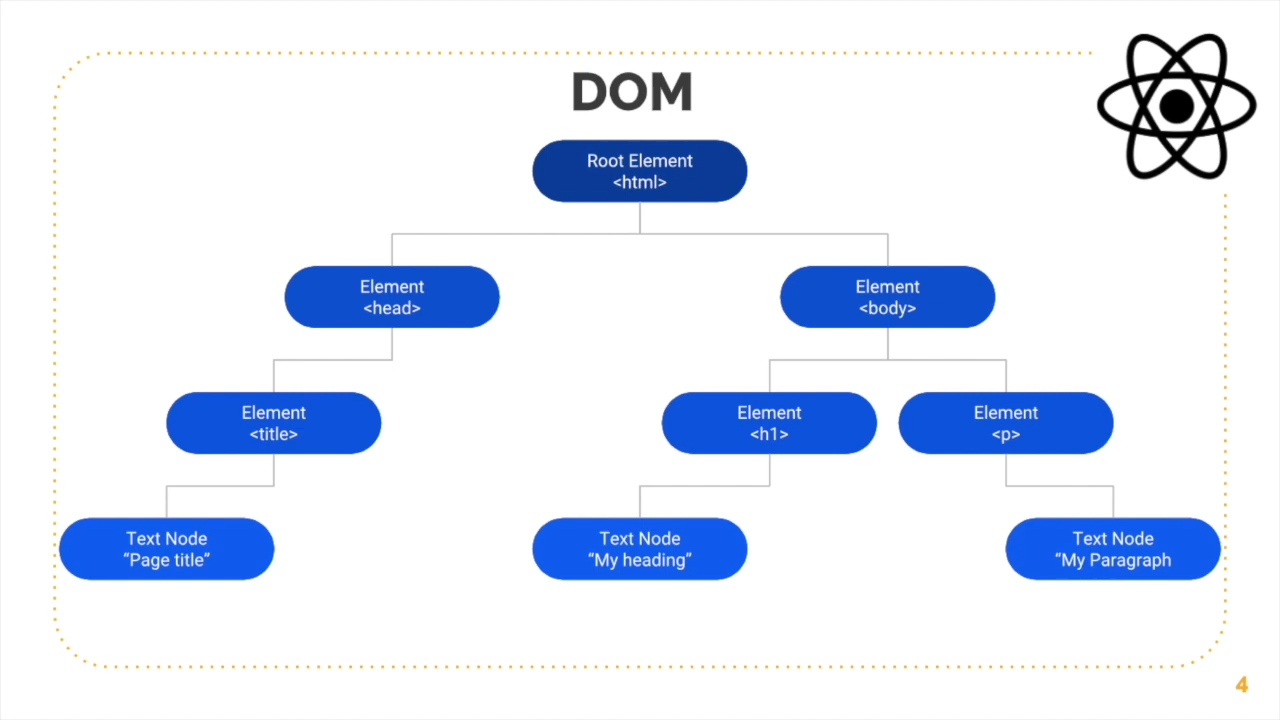 DOM
Root Element
<html>
Element
<head>
Element
<body>
Element
<title>
Element
<h1>
Element
<p>
Text Node
“Page title”
Text Node
“My heading”
Text Node
“My Paragraph
4